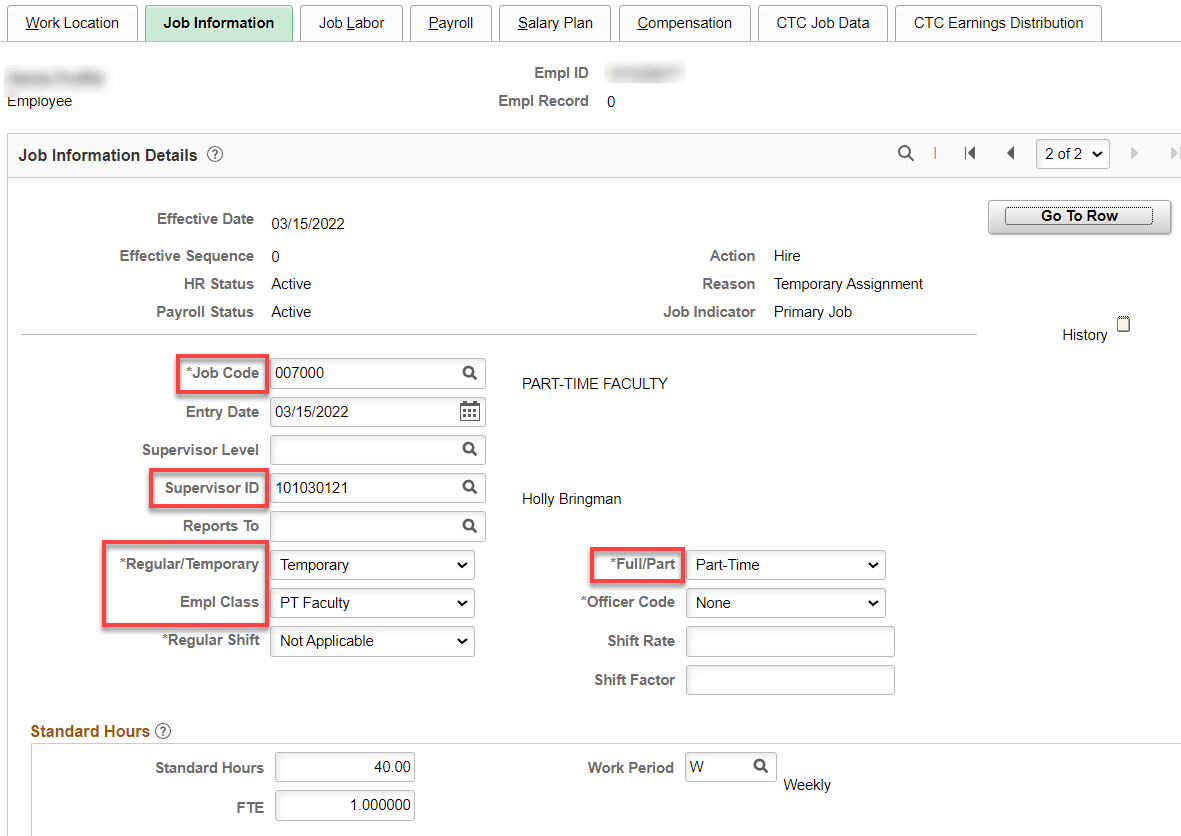 Work Location Job Information Job Labor Payroll Salary Plan Compensation CTC Job Data CTC Earnings Distribution
Empl ID
Employee Empl Record 0
Job Information Details ? 2 of 2
Effective Date 03/15/2022 Go To Row
Effective Sequence 0 Action Hire
HR Status Active Reason Temporary Assignment
Payroll Status Active Job Indicator Primary Job
History
*Job Code 007000 PART-TIME FACULTY
Entry Date 03/15/2022
Supervisor Level
Supervisor ID 101030121 Holly Bringman
Reports To
*Regular/Temporary Temporary *Full/Part Part-Time
Empl Class PT Faculty *Officer Code None
*Regular Shift Not Applicable Shift Rate
Shift Factor
Standard Hours ?
Standard Hours 40.00 Work Period W Weekly
FTE 1.000000